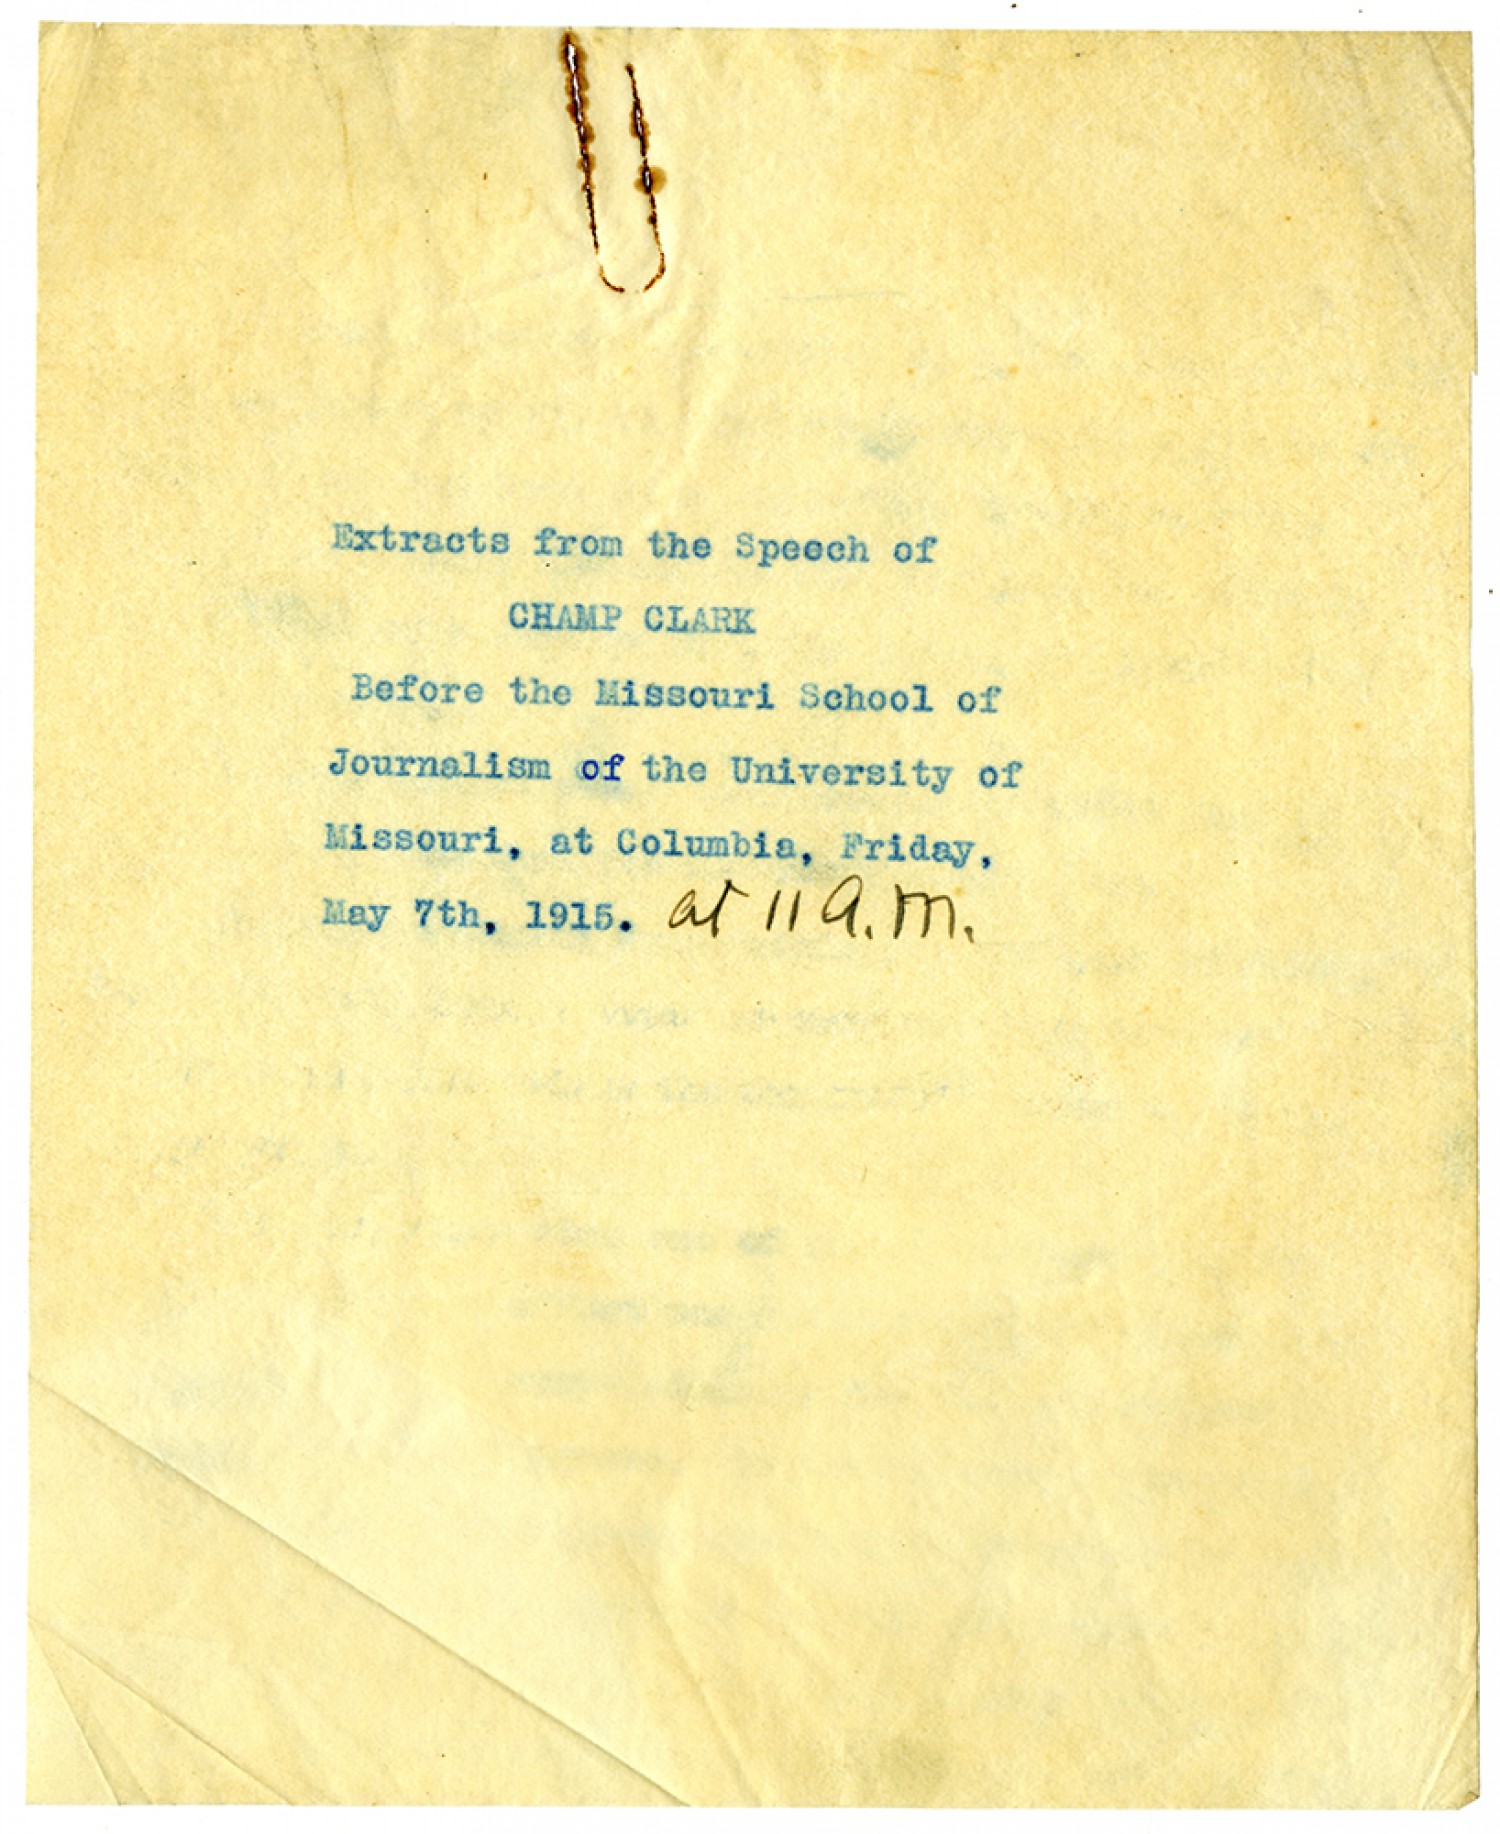 Extracts from the Speech of
CHAMP CLARK
Before the Missouri School of
Journalism of the University of
Missouri, at Columbia, Friday,
May 7th, 1915. at 11 A.M.